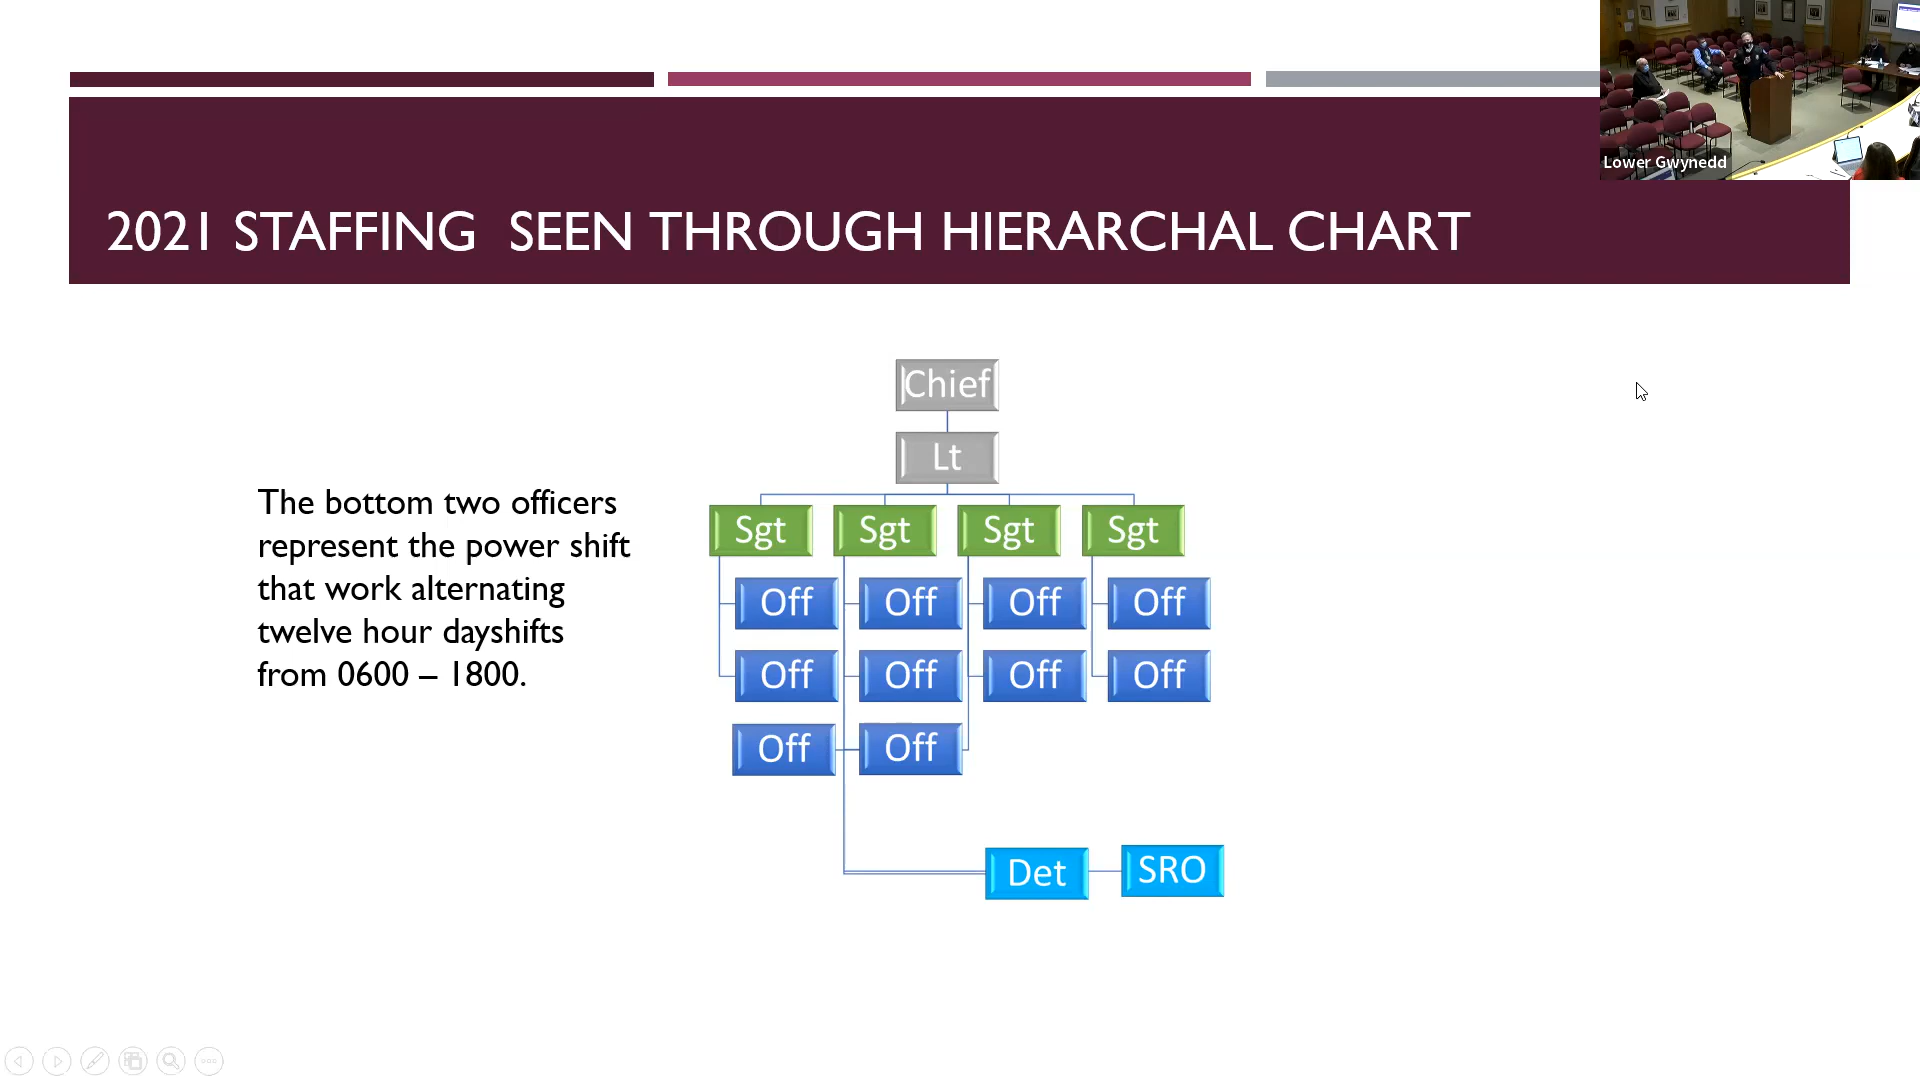 Lower Gwynedd
2021 STAFFING SEEN THROUGH HIERARCHAL CHART
Chief
Lt
The bottom two officers
represent the power shift
that work alternating
twelve hour dayshifts
from 0600 – 1800.
Sgt Sgt Sgt Sgt
Off Off Off Off
Off Off Off Off
Off Off
Det SRO